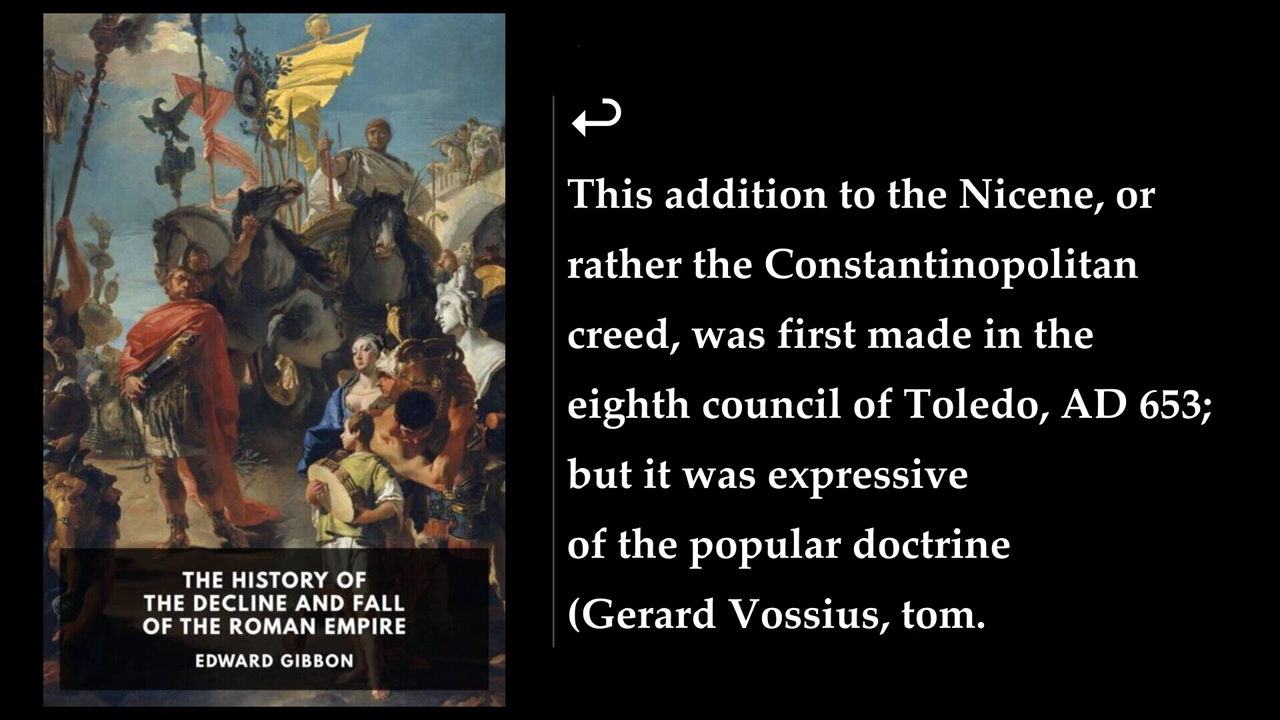 THE HISTORY OF
THE DECLINE AND FALL
OF THE ROMAN EMPIRE
EDWARD GIBBON
This addition to the Nicene, or
rather the Constantinopolitan
creed, was first made in the
eighth council of Toledo, AD 653;
but it was expressive
of the popular doctrine
(Gerard Vossius, tom.